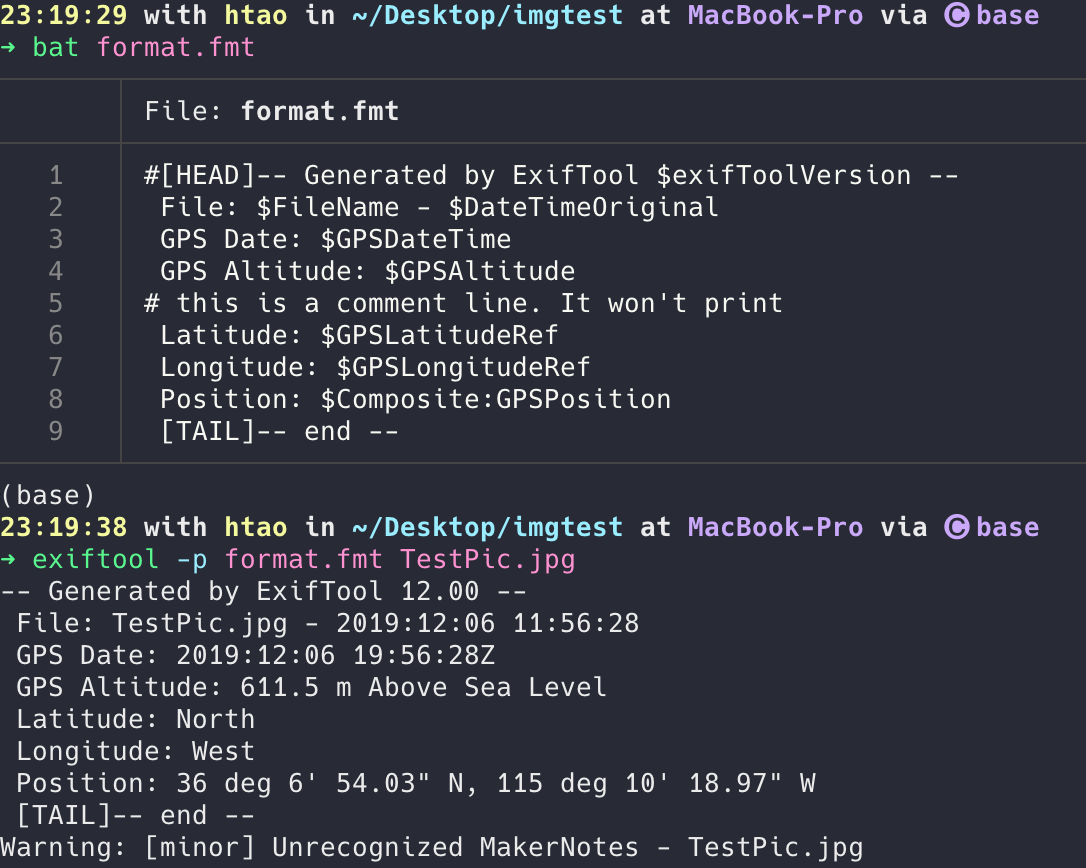 23:19:29 with htao in ~/Desktop/imgtest at MacBook-Pro via 🅒 base
➜ bat format.fmt
File: format.fmt
1 #[HEAD]-- Generated by ExifTool $exifToolVersion --
2  File: $FileName - $DateTimeOriginal
3  GPS Date: $GPSDateTime
4  GPS Altitude: $GPSAltitude
5 # this is a comment line. It won't print
6  Latitude: $GPSLatitudeRef
7  Longitude: $GPSLongitudeRef
8  Position: $Composite:GPSPosition
9  [TAIL]-- end --
(base)
23:19:38 with htao in ~/Desktop/imgtest at MacBook-Pro via 🅒 base
➜ exiftool -p format.fmt TestPic.jpg
-- Generated by ExifTool 12.00 --
 File: TestPic.jpg - 2019:12:06 11:56:28
 GPS Date: 2019:12:06 19:56:28Z
 GPS Altitude: 611.5 m Above Sea Level
 Latitude: North
 Longitude: West
 Position: 36 deg 6' 54.03" N, 115 deg 10' 18.97" W
 [TAIL]-- end --
Warning: [minor] Unrecognized MakerNotes - TestPic.jpg